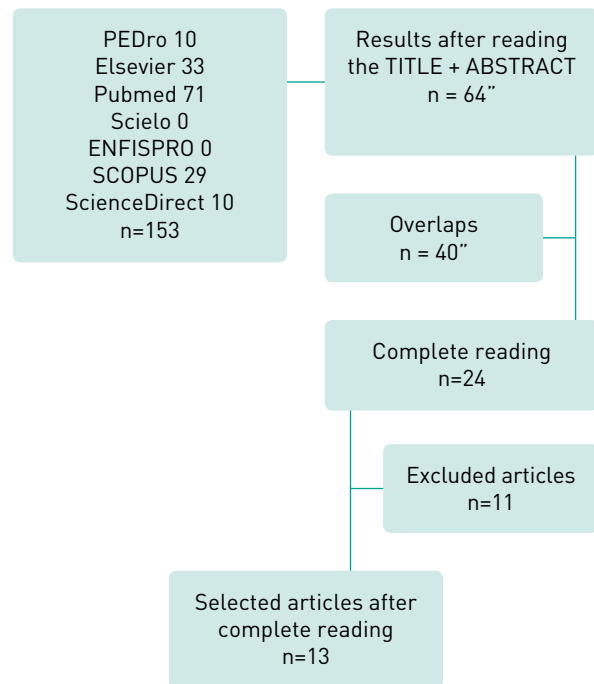 PEDro 10
Elsevier 33
Pubmed 71
Scielo 0
ENFISPRO 0
SCOPUS 29
ScienceDirect 10
n=153
Results after reading
the TITLE + ABSTRACT
n = 64”
Overlaps
n = 40”
Complete reading
n=24
Excluded articles
n=11
Selected articles after
complete reading
n=13